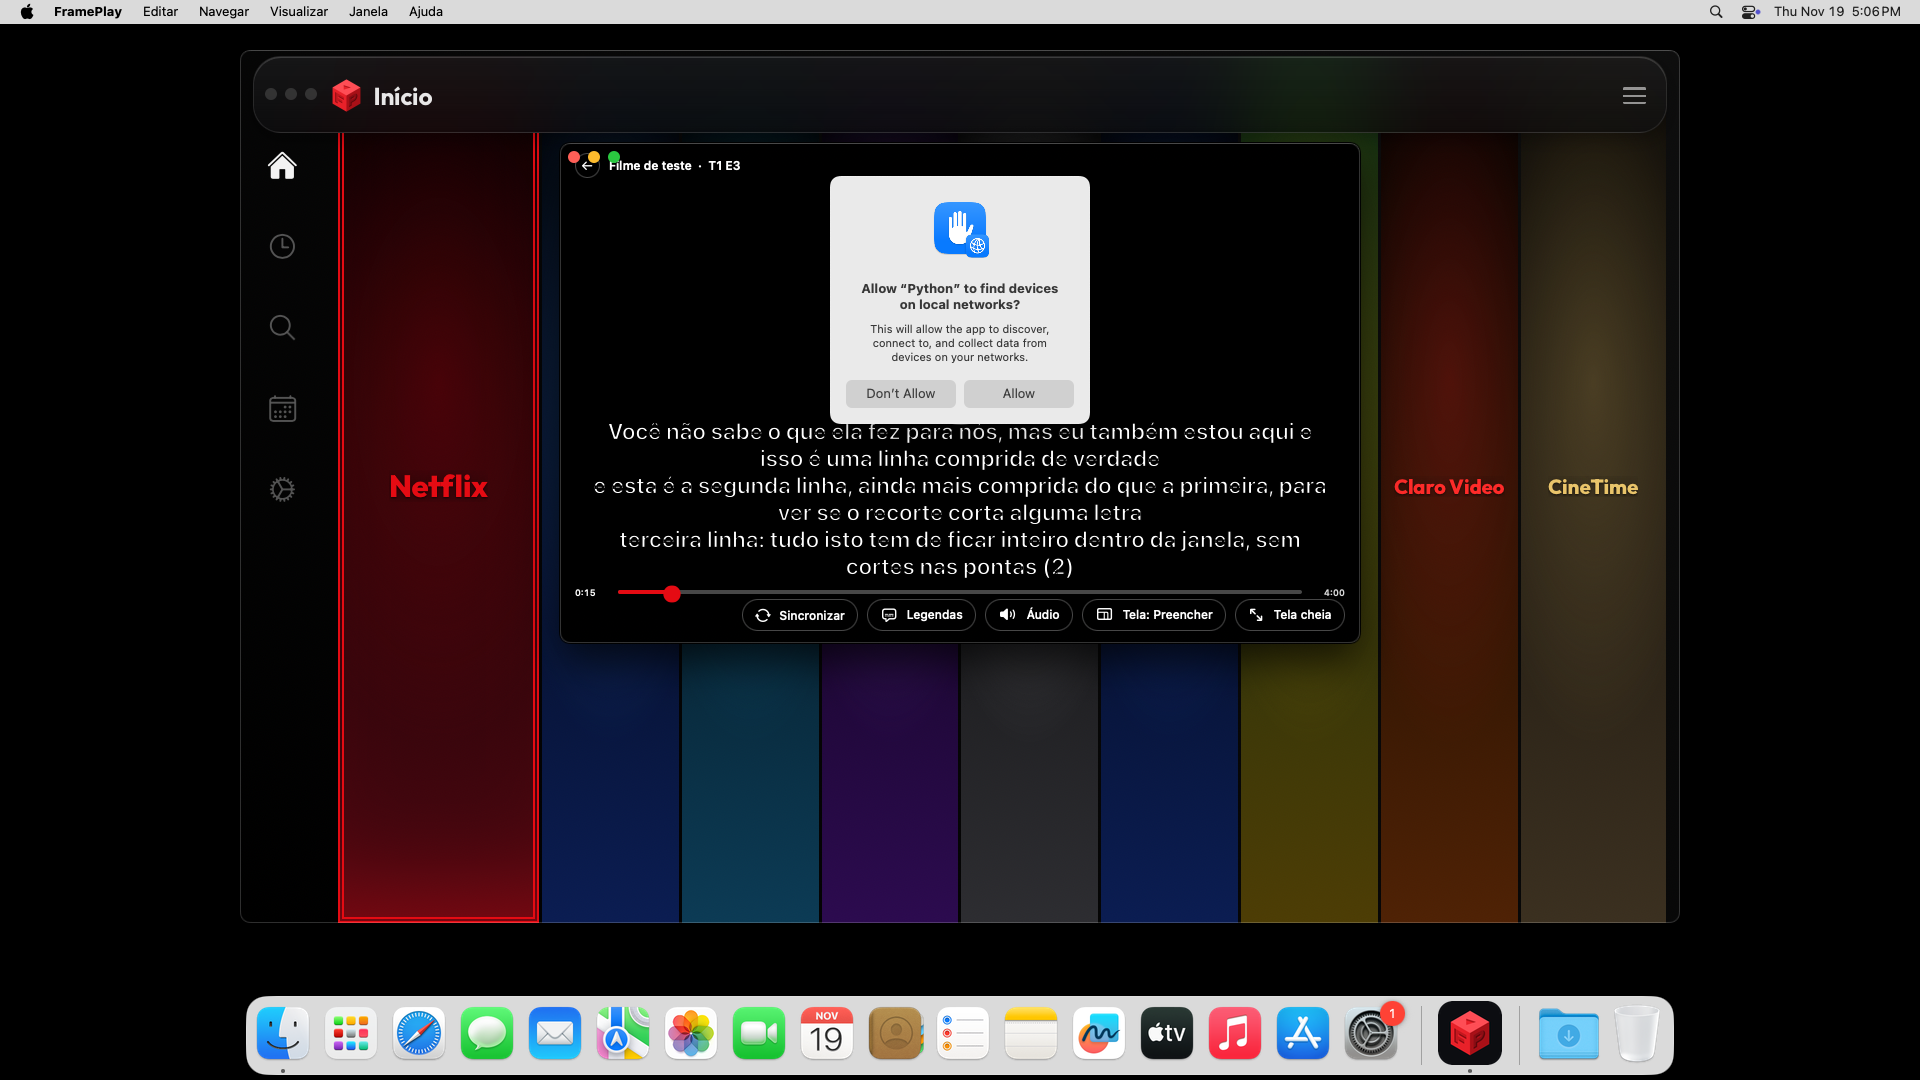 FramePlay Editar Navegar Visualizar Janela Ajuda Thu Nov 19 5:06 PM
Início
Filme de teste · T1 E3
Allow “Python” to find devices
on local networks?
This will allow the app to discover,
connect to, and collect data from
devices on your networks.
Don’t Allow Allow
Você não sabe o que ela fez para nós, mas eu também estou aqui e
isso é uma linha comprida de verdade
e esta é a segunda linha, ainda mais comprida do que a primeira, para
ver se o recorte corta alguma letra
terceira linha: tudo isto tem de ficar inteiro dentro da janela, sem
cortes nas pontas (2)
Netflix
Claro Video
CineTime
0:15 4:00
Sincronizar Legendas Áudio Tela: Preencher Tela cheia
NOV
19
tv
1